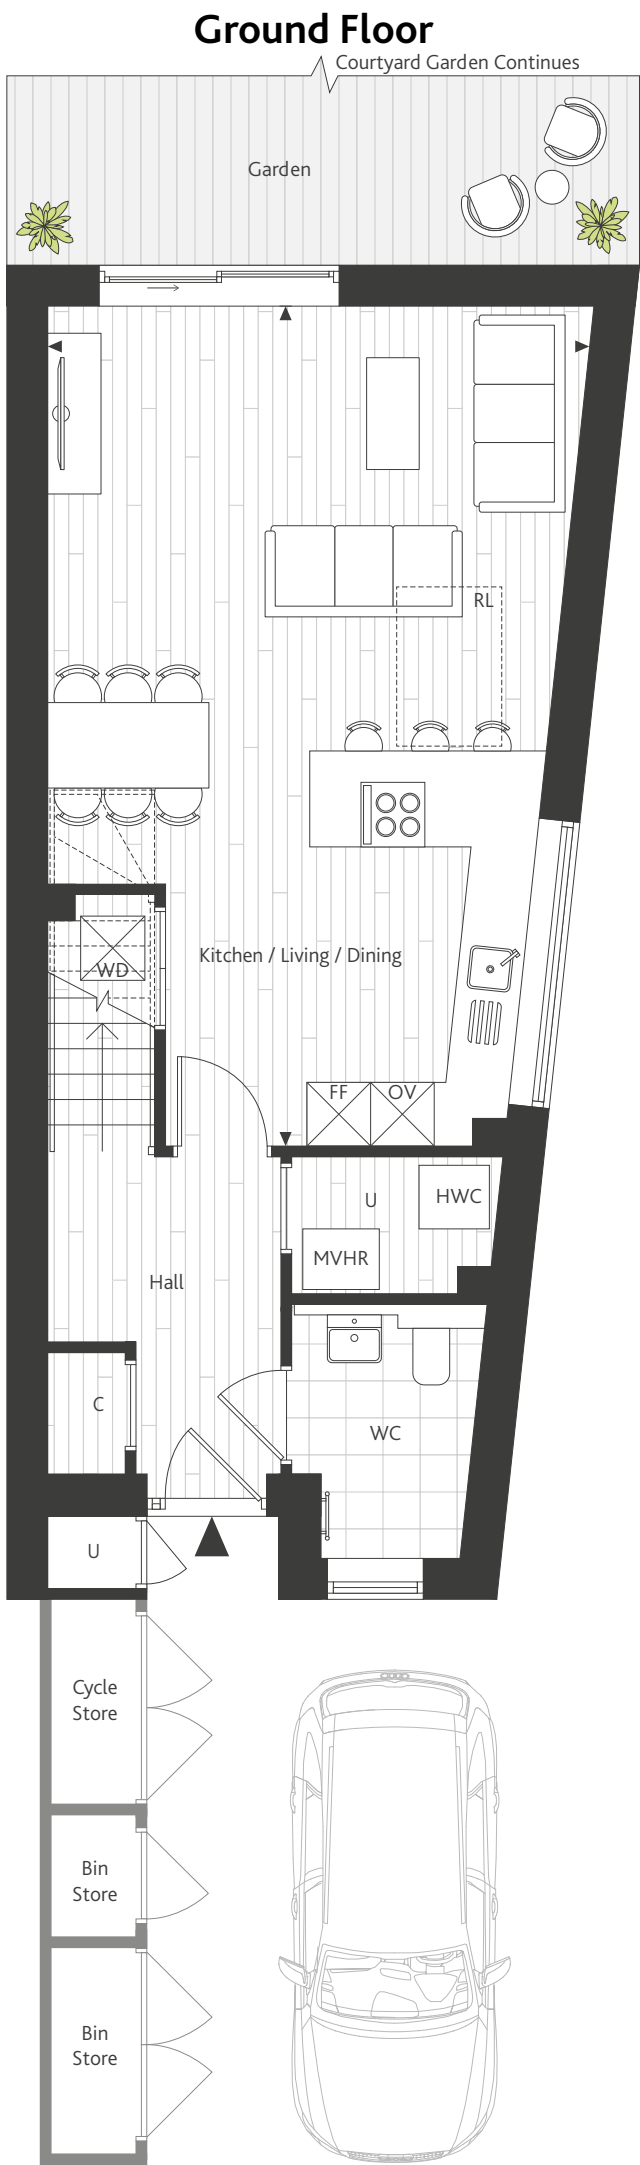 Ground Floor
Courtyard Garden Continues
Garden
RL
Kitchen / Living / Dining
WD
FF
OV
U
HWC
MVHR
Hall
C
WC
U
Cycle
Store
Bin
Store
Bin
Store